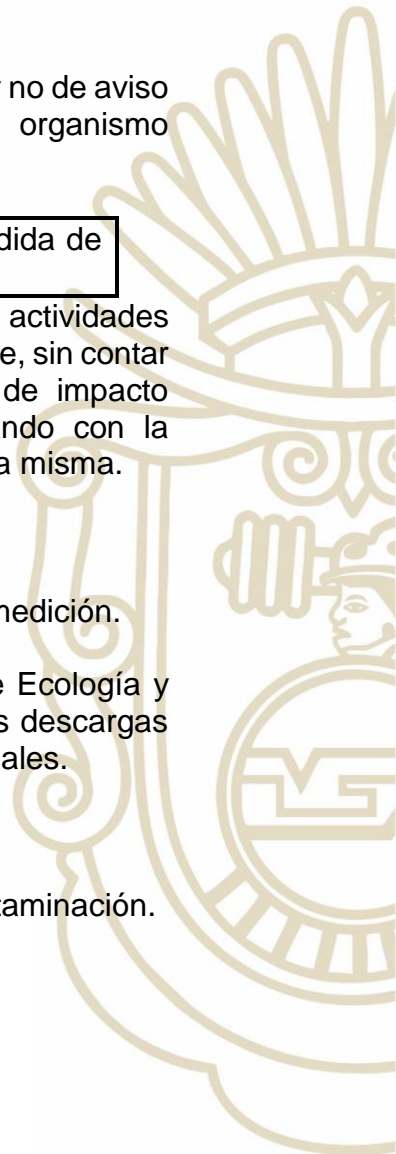 no de aviso
organismo
dida de
actividades
e, sin contar
de impacto
ando con la
a misma.
medición.
e Ecología y
s descargas
ales.
taminación.